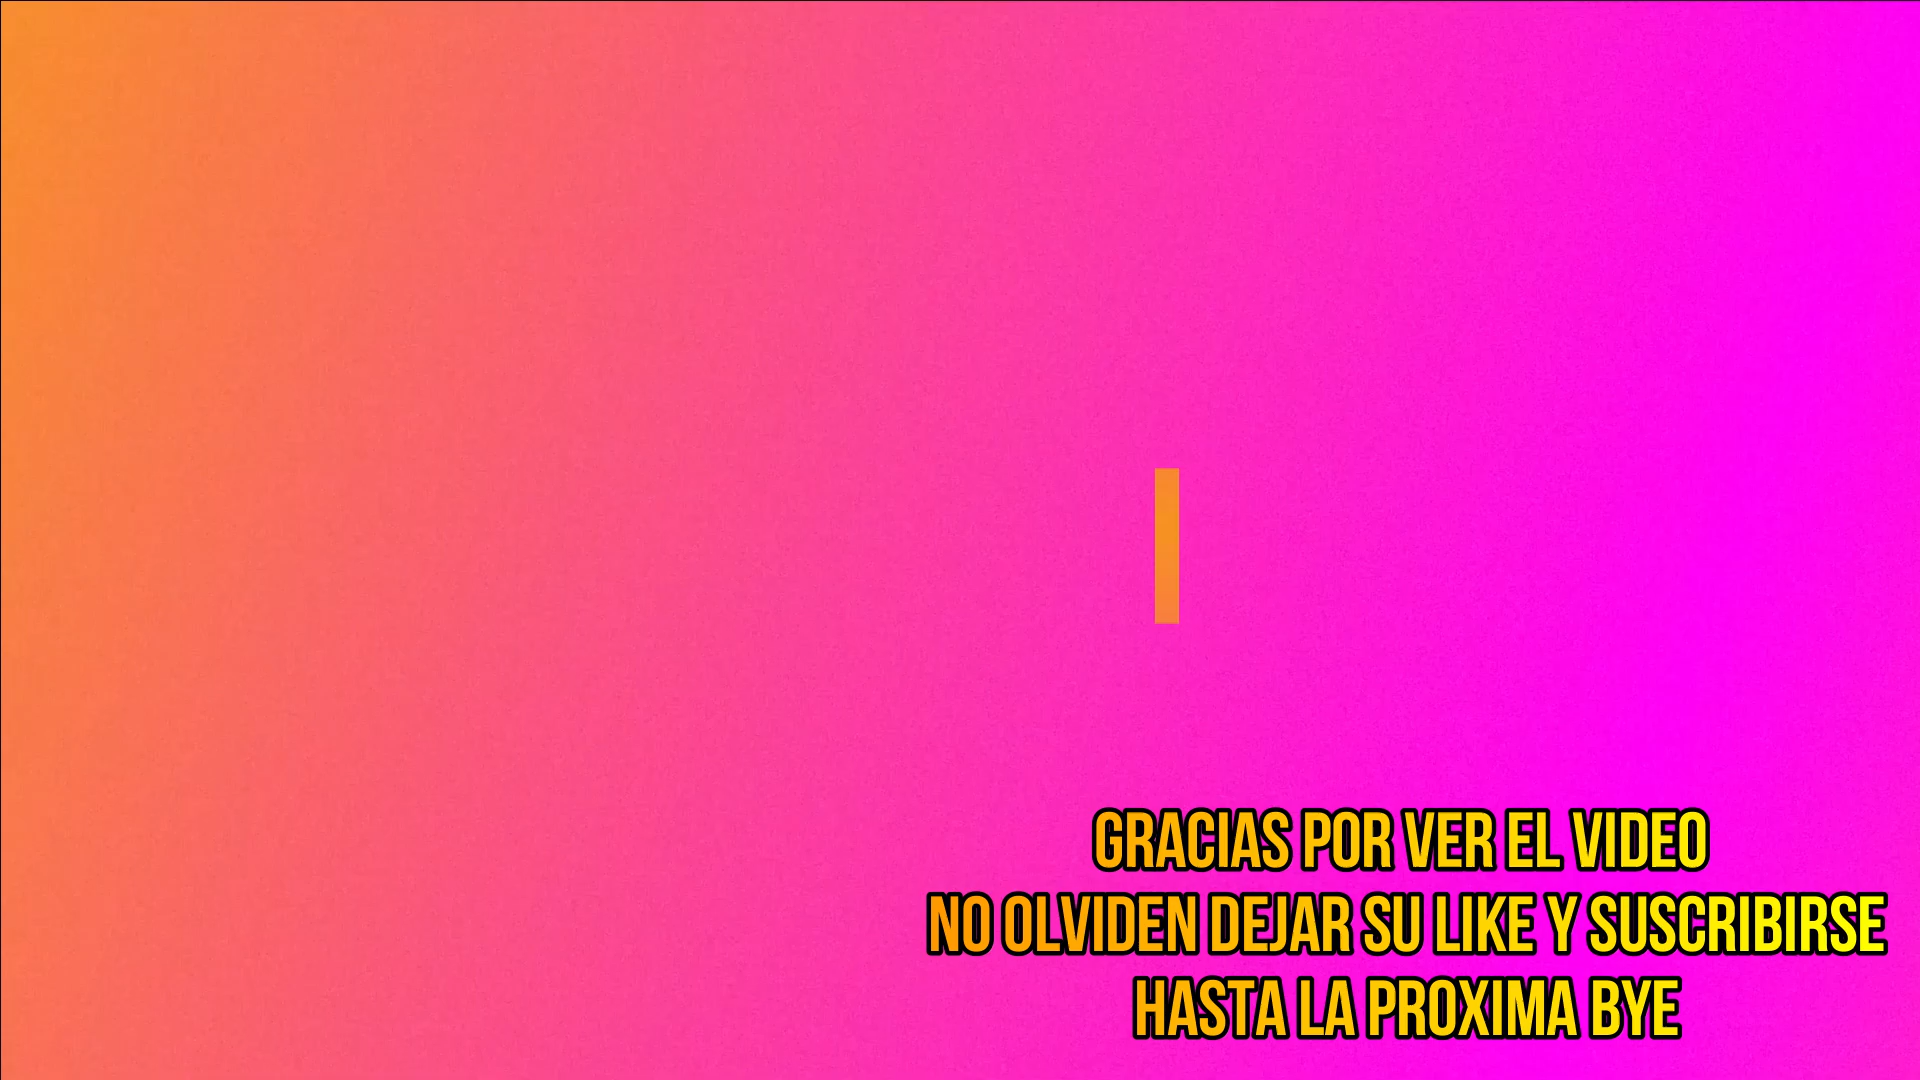 GRACIAS POR VER EL VIDEO
NO OLVIDEN DEJAR SU LIKE Y SUSCRIBIRSE
HASTA LA PROXIMA BYE